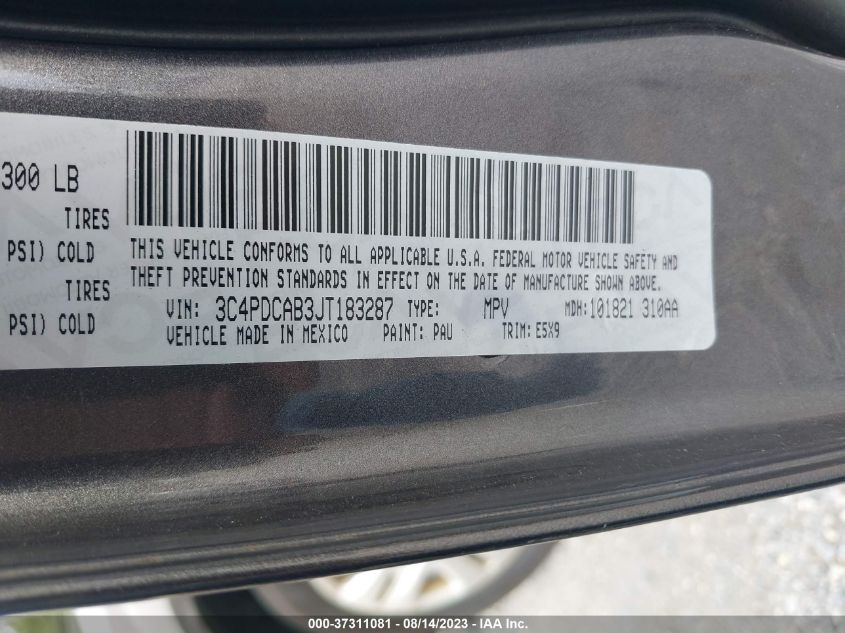 300 LB
TIRES
PSI) COLD
TIRES
PSI) COLD
THIS VEHICLE CONFORMS TO ALL APPLICABLE U.S.A. FEDERAL MOTOR VEHICLE SAFETY AND
THEFT PREVENTION STANDARDS IN EFFECT ON THE DATE OF MANUFACTURE SHOWN ABOVE.
VIN: 3C4PDCAB3JT183287 TYPE: MPV MDH:101821 310AA
VEHICLE MADE IN MEXICO PAINT: PAU TRIM: E5X9
000-37311081 - 08/14/2023 - IAA Inc.